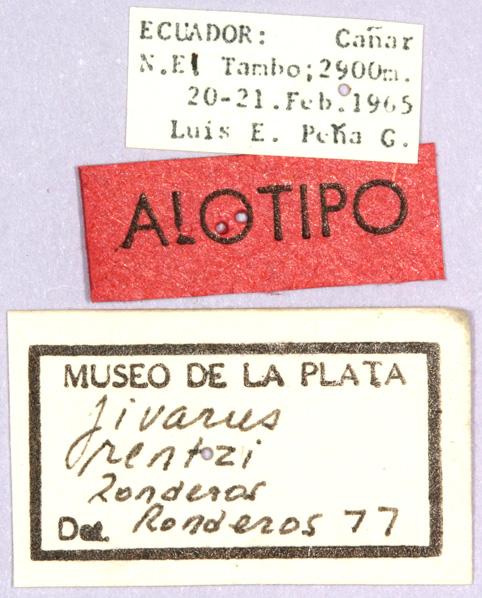 ECUADOR: Cañar
N.El Tambo;2900m.
20-21.Feb.1965
Luis E. Peña G.
ALOTIPO
MUSEO DE LA PLATA
Jivarus
rentzi
Ronderos
Det. Ronderos 77